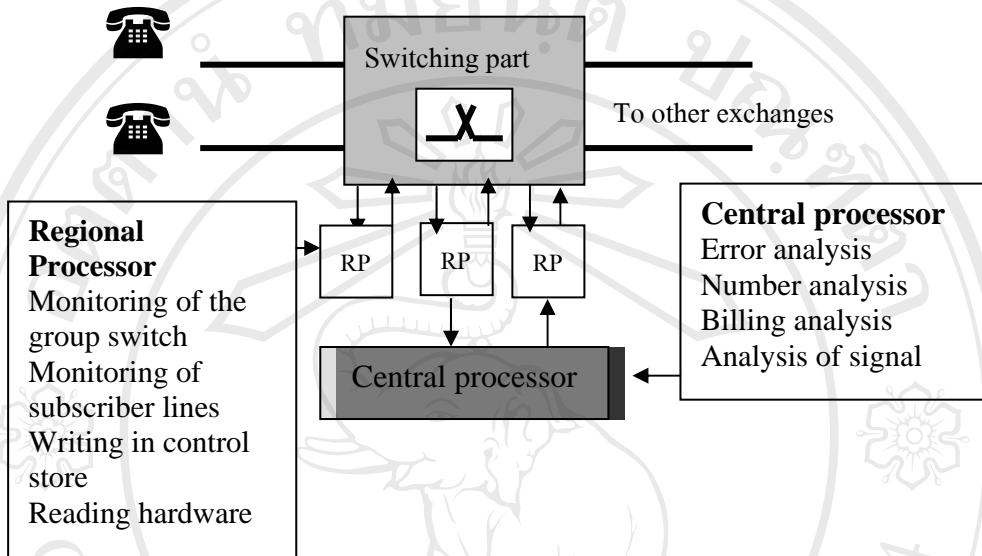 Switching part
To other exchanges
Regional
Processor
Monitoring of the
group switch
Monitoring of
subscriber lines
Writing in control
store
Reading hardware
RP
RP
RP
Central processor
Central processor
Error analysis
Number analysis
Billing analysis
Analysis of signal